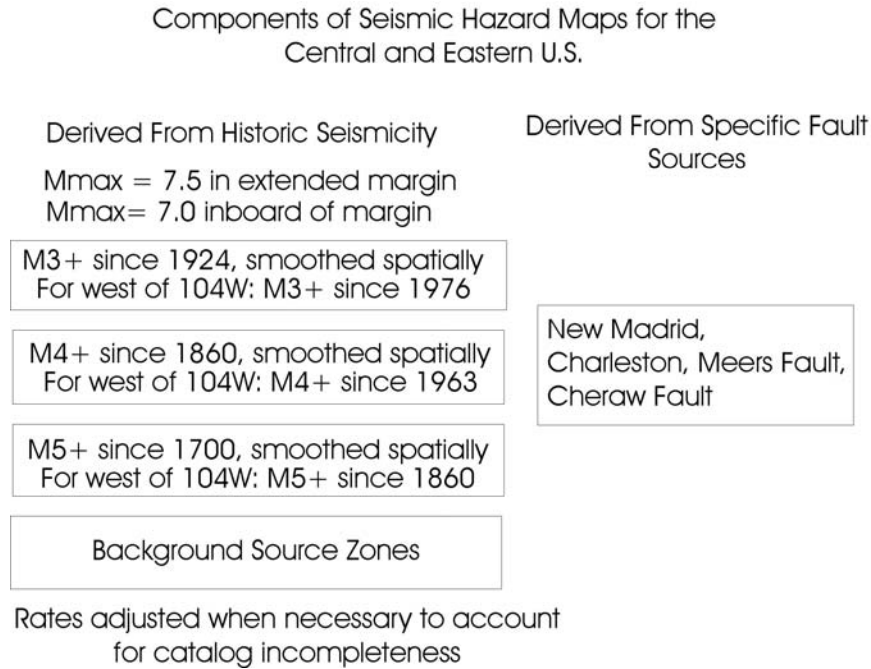 Components of Seismic Hazard Maps for the
Central and Eastern U.S.
Derived From Historic Seismicity
Mmax = 7.5 in extended margin
Mmax= 7.0 inboard of margin
M3+ since 1924, smoothed spatially
For west of 104W: M3+ since 1976
M4+ since 1860, smoothed spatially
For west of 104W: M4+ since 1963
M5+ since 1700, smoothed spatially
For west of 104W: M5+ since 1860
Background Source Zones
Rates adjusted when necessary to account
for catalog incompleteness
Derived From Specific Fault
Sources
New Madrid,
Charleston, Meers Fault,
Cheraw Fault